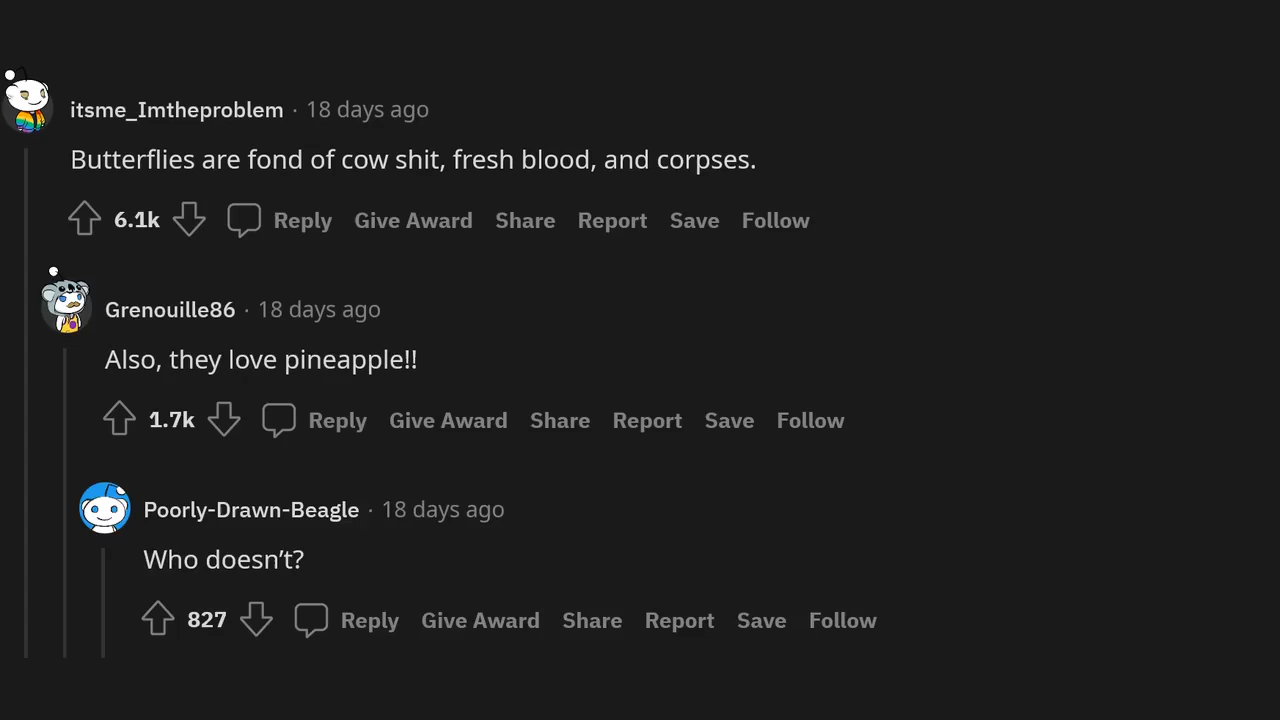 itsme_Imtheproblem · 18 days ago
Butterflies are fond of cow shit, fresh blood, and corpses.
6.1k Reply Give Award Share Report Save Follow
Grenouille86 · 18 days ago
Also, they love pineapple!!
1.7k Reply Give Award Share Report Save Follow
Poorly-Drawn-Beagle · 18 days ago
Who doesn’t?
827 Reply Give Award Share Report Save Follow